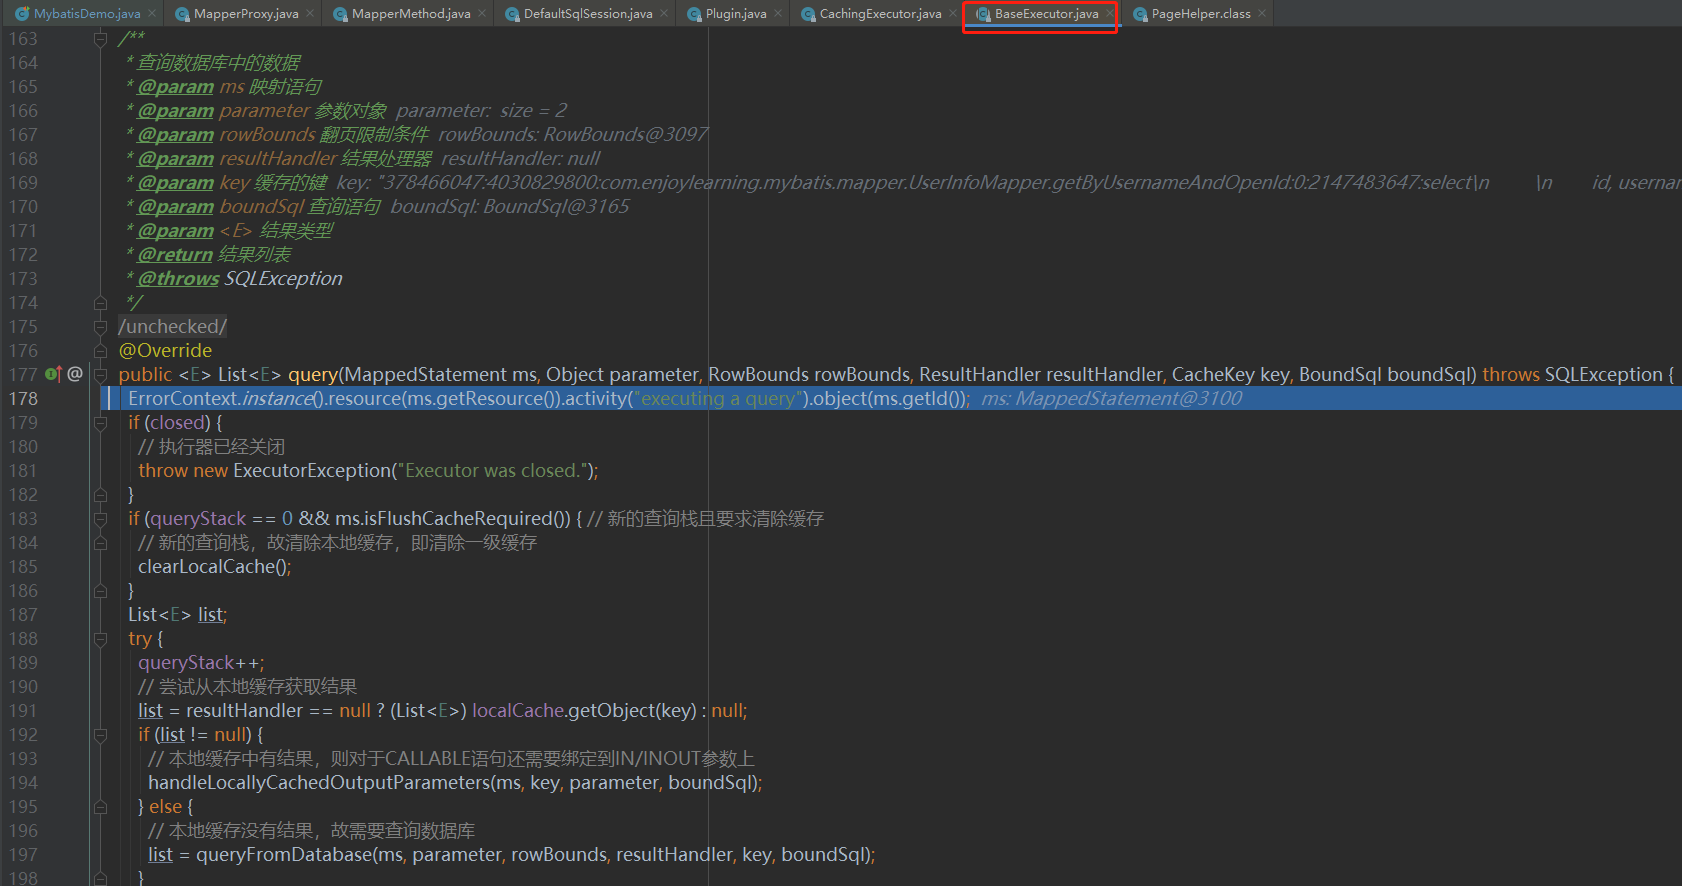 MybatisDemo.java MapperProxy.java MapperMethod.java DefaultSqlSession.java Plugin.java CachingExecutor.java BaseExecutor.java PageHelper.class
163 /**
164 * 查询数据库中的数据
165 * @param ms 映射语句
166 * @param parameter 参数对象 parameter: size = 2
167 * @param rowBounds 翻页限制条件 rowBounds: RowBounds@3097
168 * @param resultHandler 结果处理器 resultHandler: null
169 * @param key 缓存的键 key: "378466047:4030829800:com.enjoylearning.mybatis.mapper.UserInfoMapper.getByUsernameAndOpenId:0:2147483647:select\n \n id, usernar
170 * @param boundSql 查询语句 boundSql: BoundSql@3165
171 * @param <E> 结果类型
172 * @return 结果列表
173 * @throws SQLException
174 */
175 /unchecked/
176 @Override
177 @ public <E> List<E> query(MappedStatement ms, Object parameter, RowBounds rowBounds, ResultHandler resultHandler, CacheKey key, BoundSql boundSql) throws SQLException {
178 ErrorContext.instance().resource(ms.getResource()).activity("executing a query").object(ms.getId()); ms: MappedStatement@3100
179 if (closed) {
180 // 执行器已经关闭
181 throw new ExecutorException("Executor was closed.");
182 }
183 if (queryStack == 0 && ms.isFlushCacheRequired()) { // 新的查询栈且要求清除缓存
184 // 新的查询栈，故清除本地缓存，即清除一级缓存
185 clearLocalCache();
186 }
187 List<E> list;
188 try {
189 queryStack++;
190 // 尝试从本地缓存获取结果
191 list = resultHandler == null ? (List<E>) localCache.getObject(key) : null;
192 if (list != null) {
193 // 本地缓存中有结果，则对于CALLABLE语句还需要绑定到IN/INOUT参数上
194 handleLocallyCachedOutputParameters(ms, key, parameter, boundSql);
195 } else {
196 // 本地缓存没有结果，故需要查询数据库
197 list = queryFromDatabase(ms, parameter, rowBounds, resultHandler, key, boundSql);
198 }